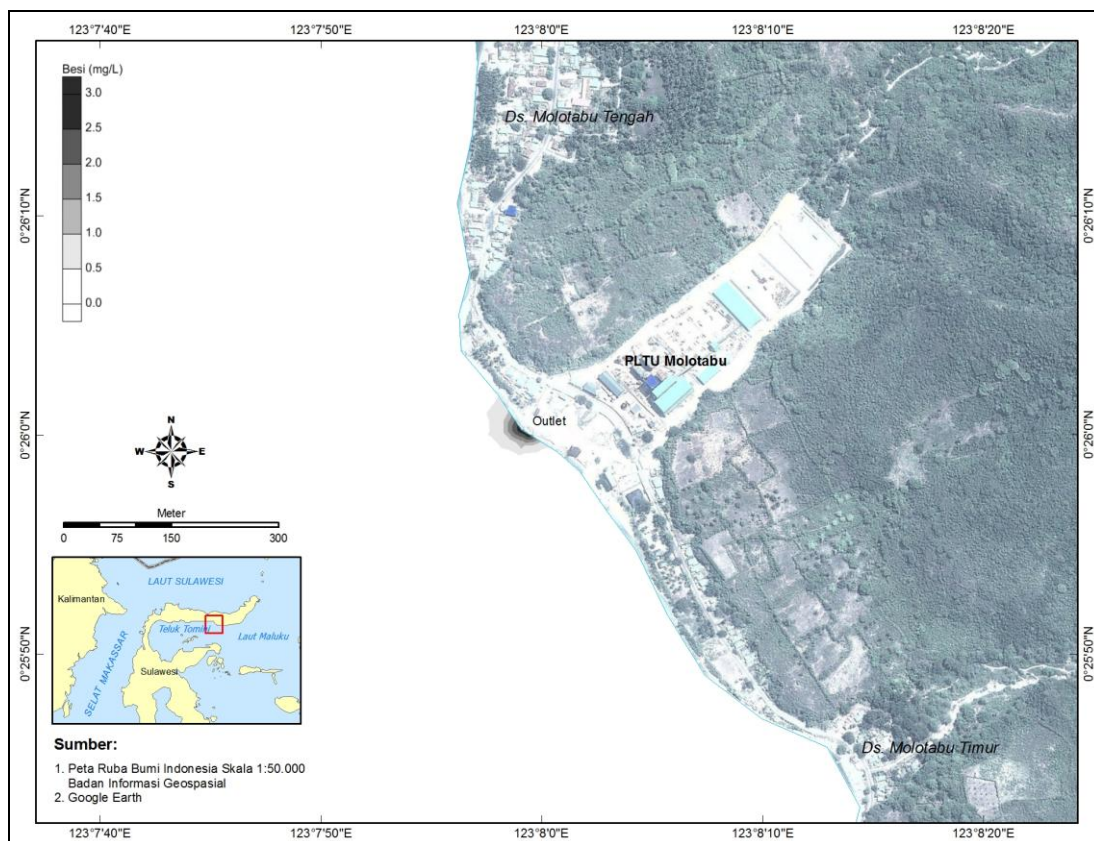 123°7'40"E 123°7'50"E 123°8'0"E 123°8'10"E 123°8'20"E
Besi (mg/L)
3.0
2.5
2.0
1.5
1.0
0.5
0.0
Ds. Molotabu Tengah
0°26'10"N 0°26'10"N
PLTU Molotabu
Outlet
0°26'0"N 0°26'0"N
N
W E
S
Meter
0 75 150 300
LAUT SULAWESI
Kalimantan
Teluk Tomini
Laut Maluku
SELAT MAKASSAR
Sulawesi
0°25'50"N 0°25'50"N
Ds. Molotabu Timur
Sumber:
1. Peta Ruba Bumi Indonesia Skala 1:50.000
Badan Informasi Geospasial
2. Google Earth
123°7'40"E 123°7'50"E 123°8'0"E 123°8'10"E 123°8'20"E